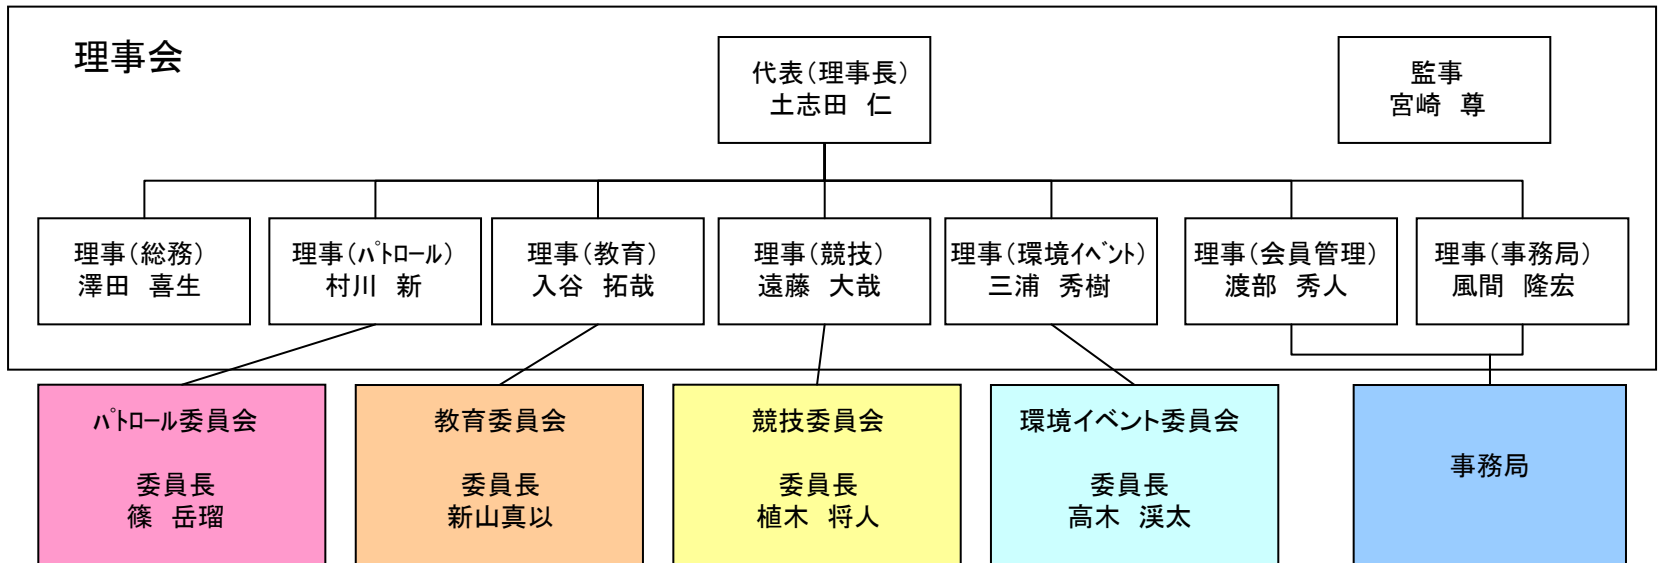 理事会
代表(理事長)
土志田　仁
監事
宮崎　尊
理事(総務)
澤田　喜生
理事(ﾊﾟﾄﾛｰﾙ)
村川　新
理事(教育)
入谷　拓哉
理事(競技)
遠藤　大哉
理事(環境ｲﾍﾞﾝﾄ)
三浦　秀樹
理事(会員管理)
渡部　秀人
理事(事務局)
風間　隆宏
ﾊﾟﾄﾛｰﾙ委員会
委員長
篠　岳瑠
教育委員会
委員長
新山真以
競技委員会
委員長
植木　将人
環境イベント委員会
委員長
高木　渓太
事務局